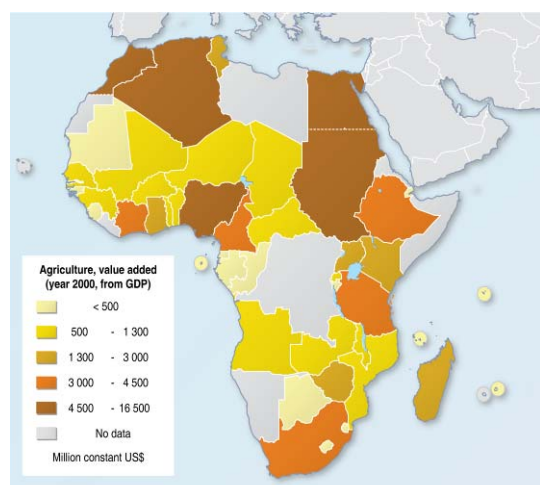 Agriculture, value added
(year 2000, from GDP)
< 500
500 - 1 300
1 300 - 3 000
3 000 - 4 500
4 500 - 16 500
No data
Million constant US$